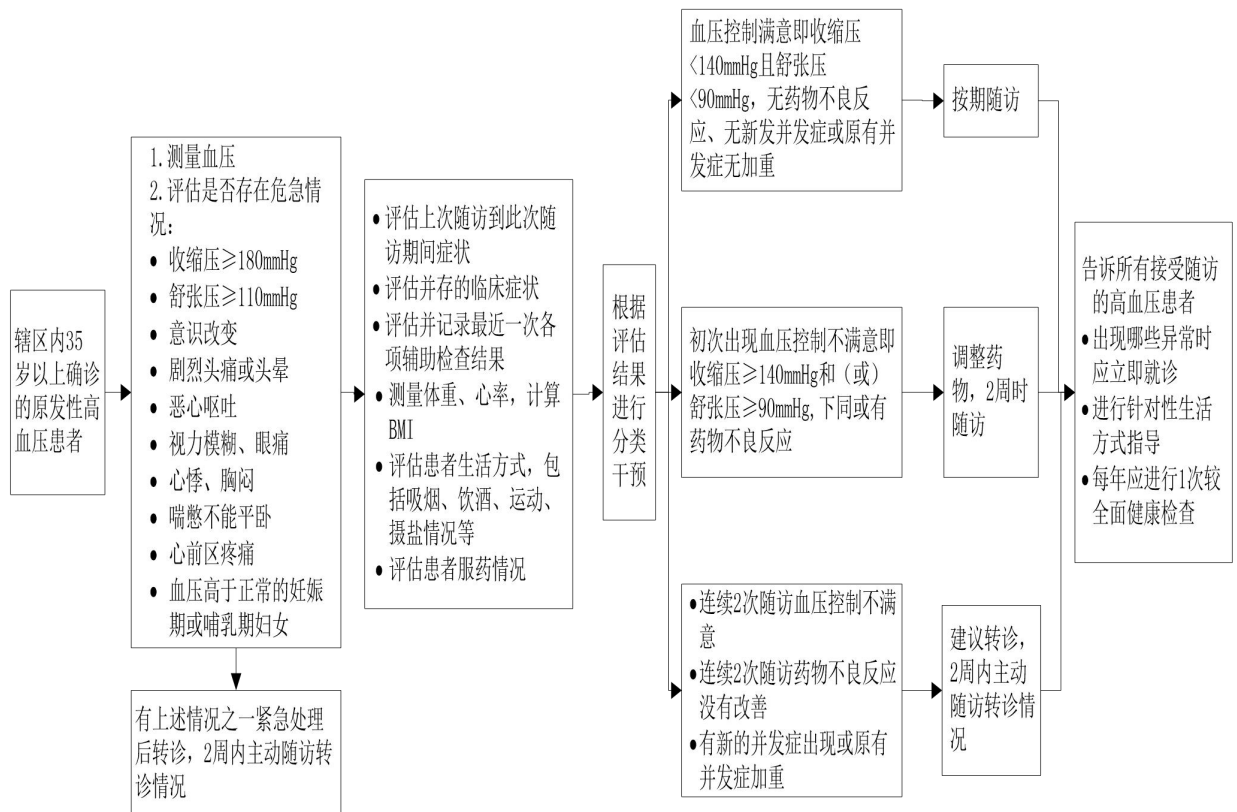 辖区内35
岁以上确诊
的原发性高
血压患者
1.测量血压
2.评估是否存在危急情
况：
● 收缩压≥180mmHg
● 舒张压≥110mmHg
● 意识改变
● 剧烈头痛或头晕
● 恶心呕吐
● 视力模糊、眼痛
● 心悸、胸闷
● 喘憋不能平卧
● 心前区疼痛
● 血压高于正常的妊娠
期或哺乳期妇女
有上述情况之一紧急处理
后转诊，2周内主动随访转
诊情况
●评估上次随访到此次随
访期间症状
●评估并存的临床症状
●评估并记录最近一次各
项辅助检查结果
●测量体重、心率，计算
BMI
●评估患者生活方式，包
括吸烟、饮酒、运动、
摄盐情况等
●评估患者服药情况
根据
评估
结果
进行
分类
干预
血压控制满意即收缩压
<140mmHg且舒张压
<90mmHg，无药物不良反
应、无新发并发症或原有并
发症无加重
按期随访
初次出现血压控制不满意即
收缩压≥140mmHg和（或）
舒张压≥90mmHg,下同或有
药物不良反应
调整药
物，2周时
随访
●连续2次随访血压控制不满
意
●连续2次随访药物不良反应
没有改善
●有新的并发症出现或原有
并发症加重
建议转诊，
2周内主动
随访转诊情
况
告诉所有接受随访
的高血压患者
●出现哪些异常时
应立即就诊
●进行针对性生活
方式指导
●每年应进行1次较
全面健康检查